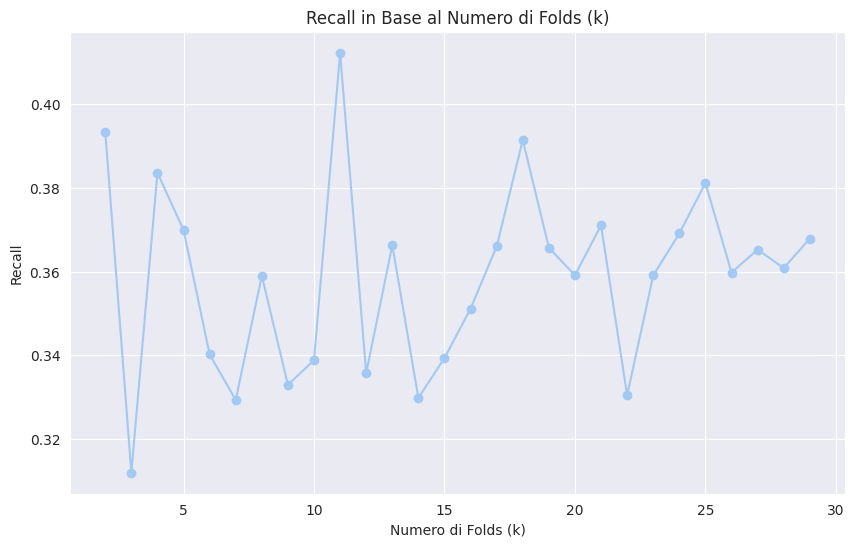 Recall in Base al Numero di Folds (k)
Recall
0.40
0.38
0.36
0.34
0.32
5 10 15 20 25 30
Numero di Folds (k)